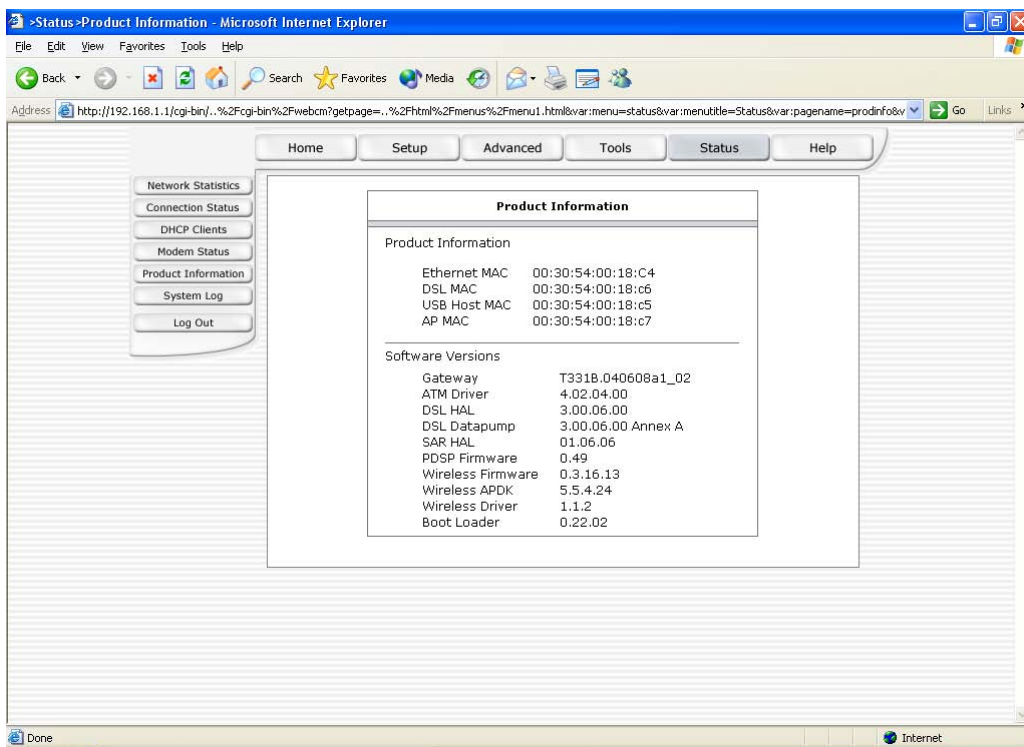 >Status>Product Information - Microsoft Internet Explorer
File Edit View Favorites Tools Help
Back Search Favorites Media
Address http://192.168.1.1/cgi-bin/..%2Fcgi-bin%2Fwebcm?getpage=..%2Fhtml%2Fmenus%2Fmenu1.html&var:menu=status&var:menutitle=Status&var:pagename=prodinfo&v Go Links
Home Setup Advanced Tools Status Help
Network Statistics
Connection Status
DHCP Clients
Modem Status
Product Information
System Log
Log Out
Product Information
Product Information
Ethernet MAC 00:30:54:00:18:C4
DSL MAC 00:30:54:00:18:c6
USB Host MAC 00:30:54:00:18:c5
AP MAC 00:30:54:00:18:c7
Software Versions
Gateway T331B.040608a1_02
ATM Driver 4.02.04.00
DSL HAL 3.00.06.00
DSL Datapump 3.00.06.00 Annex A
SAR HAL 01.06.06
PDSP Firmware 0.49
Wireless Firmware 0.3.16.13
Wireless APDK 5.5.4.24
Wireless Driver 1.1.2
Boot Loader 0.22.02
Done Internet